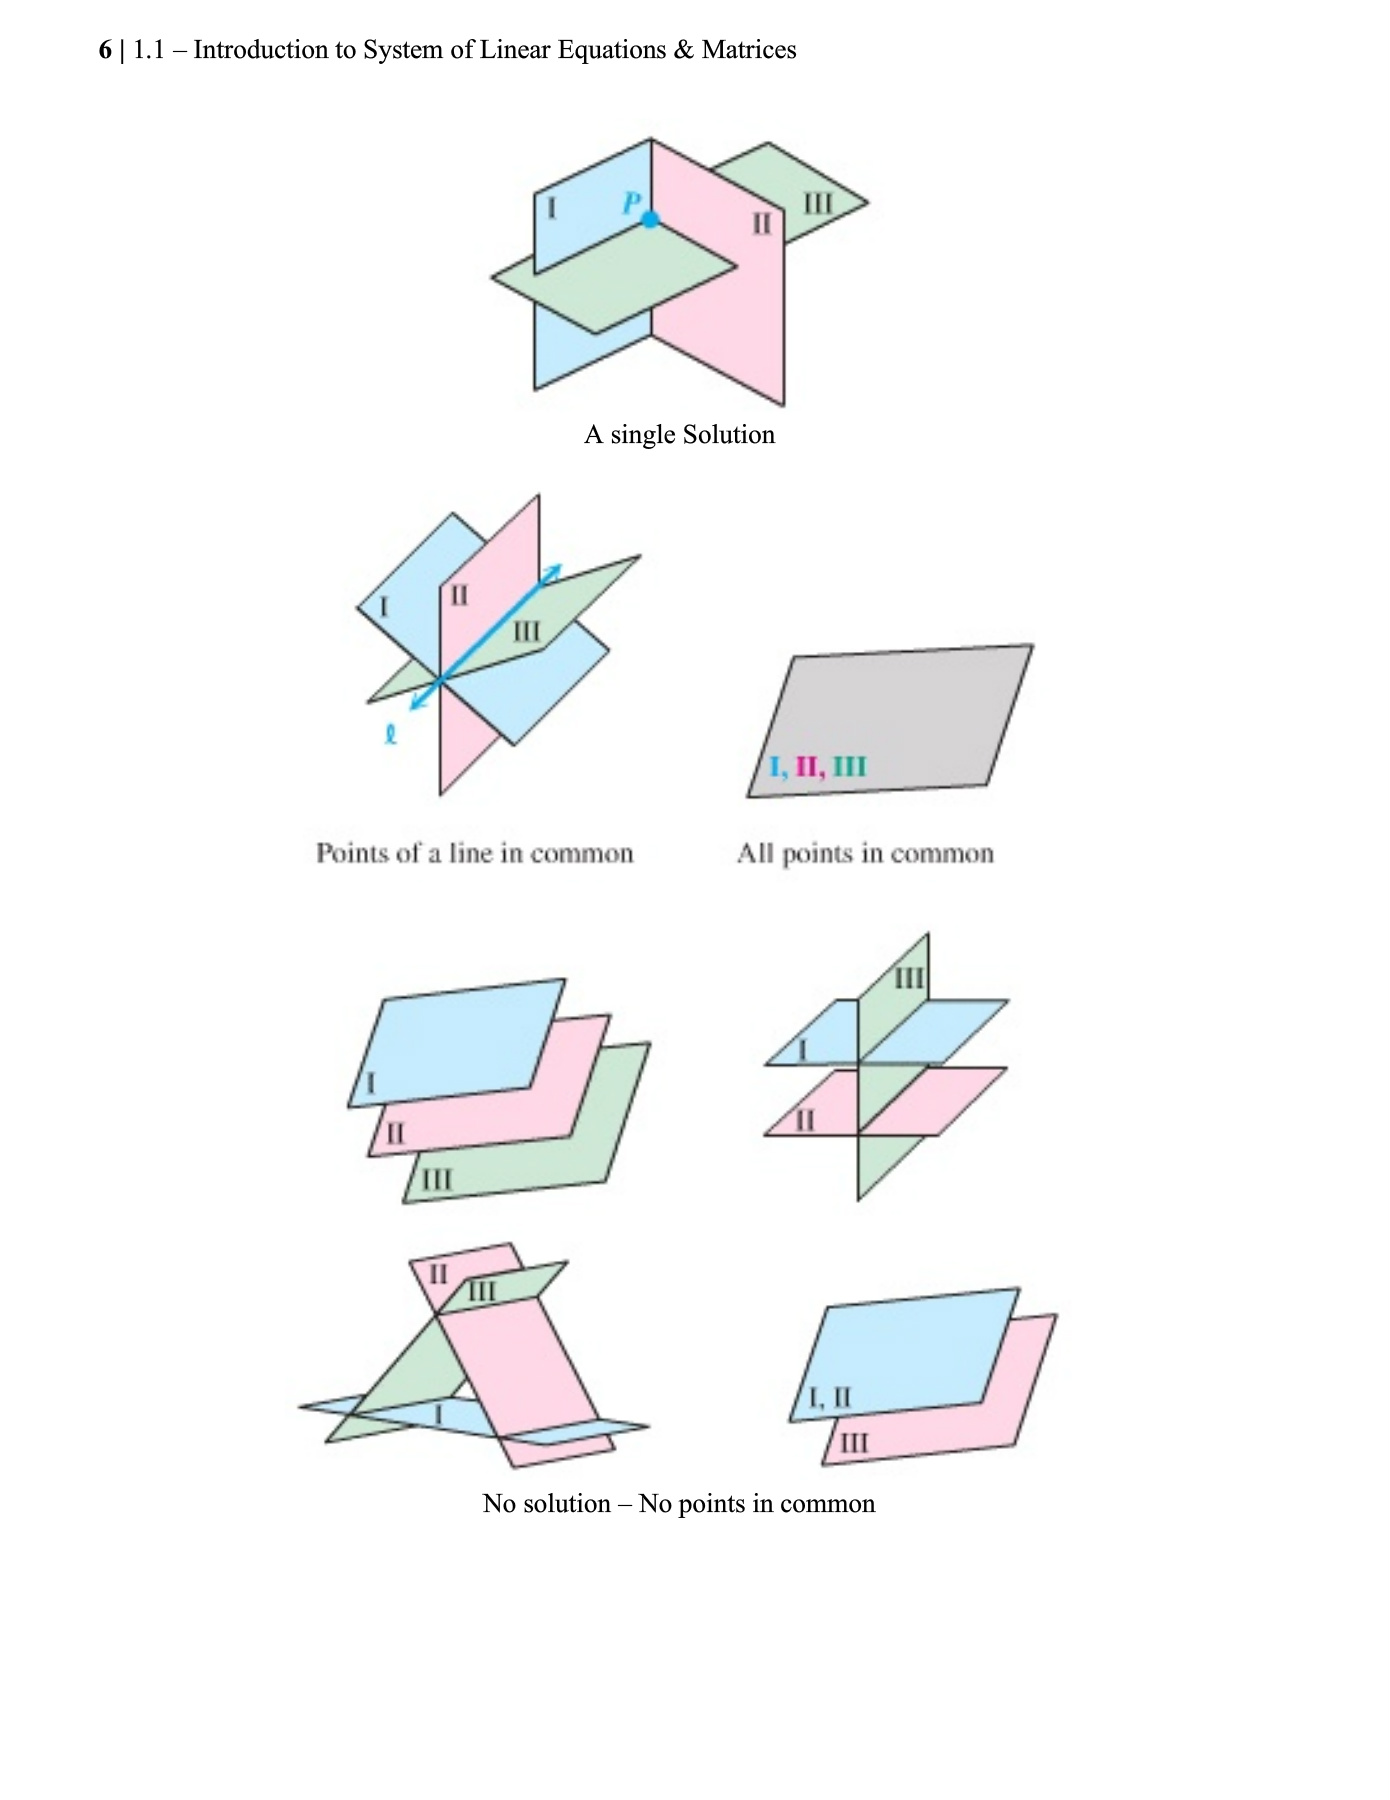 6 | 1.1 – Introduction to System of Linear Equations & Matrices
I
P
II
III
A single Solution
I
II
III
ℓ
I, II, III
Points of a line in common
All points in common
I
II
III
III
I
II
II
III
I
I, II
III
No solution – No points in common